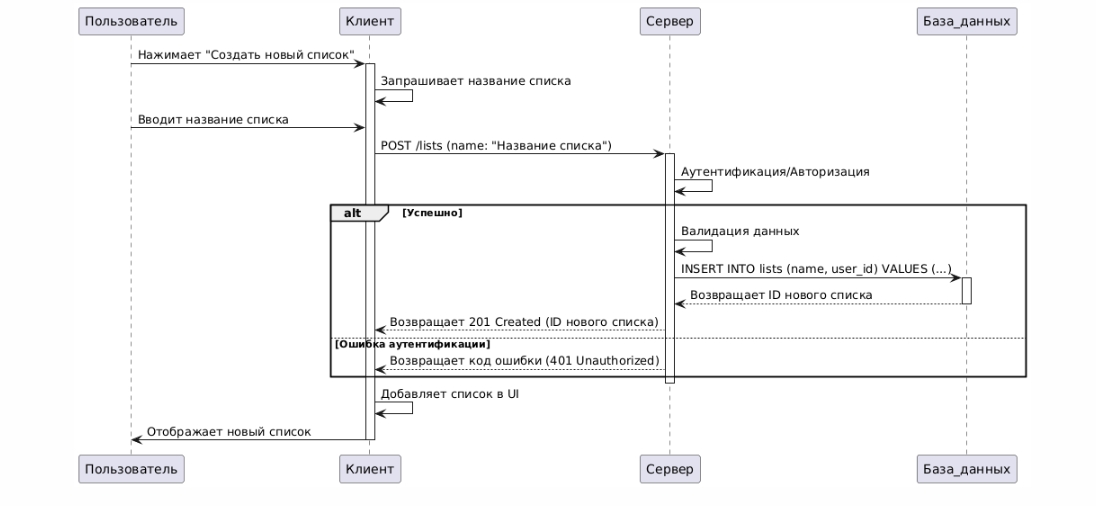 Пользователь
Клиент
Сервер
База_данных
Нажимает "Создать новый список"
Запрашивает название списка
Вводит название списка
POST /lists (name: "Название списка")
Аутентификация/Авторизация
alt
[Успешно]
Валидация данных
INSERT INTO lists (name, user_id) VALUES (...)
Возвращает ID нового списка
Возвращает 201 Created (ID нового списка)
[Ошибка аутентификации]
Возвращает код ошибки (401 Unauthorized)
Добавляет список в UI
Отображает новый список
Пользователь
Клиент
Сервер
База_данных